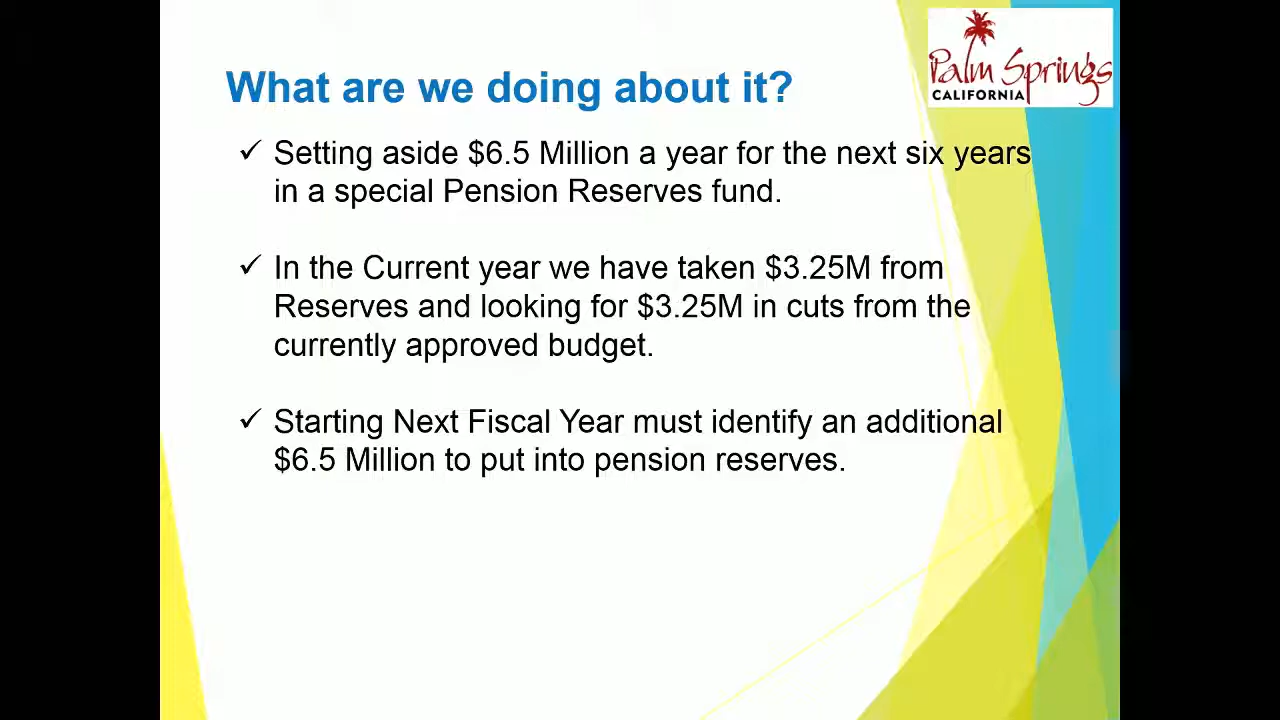 Palm Springs
CALIFORNIA
What are we doing about it?
✓ Setting aside $6.5 Million a year for the next six years
in a special Pension Reserves fund.
✓ In the Current year we have taken $3.25M from
Reserves and looking for $3.25M in cuts from the
currently approved budget.
✓ Starting Next Fiscal Year must identify an additional
$6.5 Million to put into pension reserves.